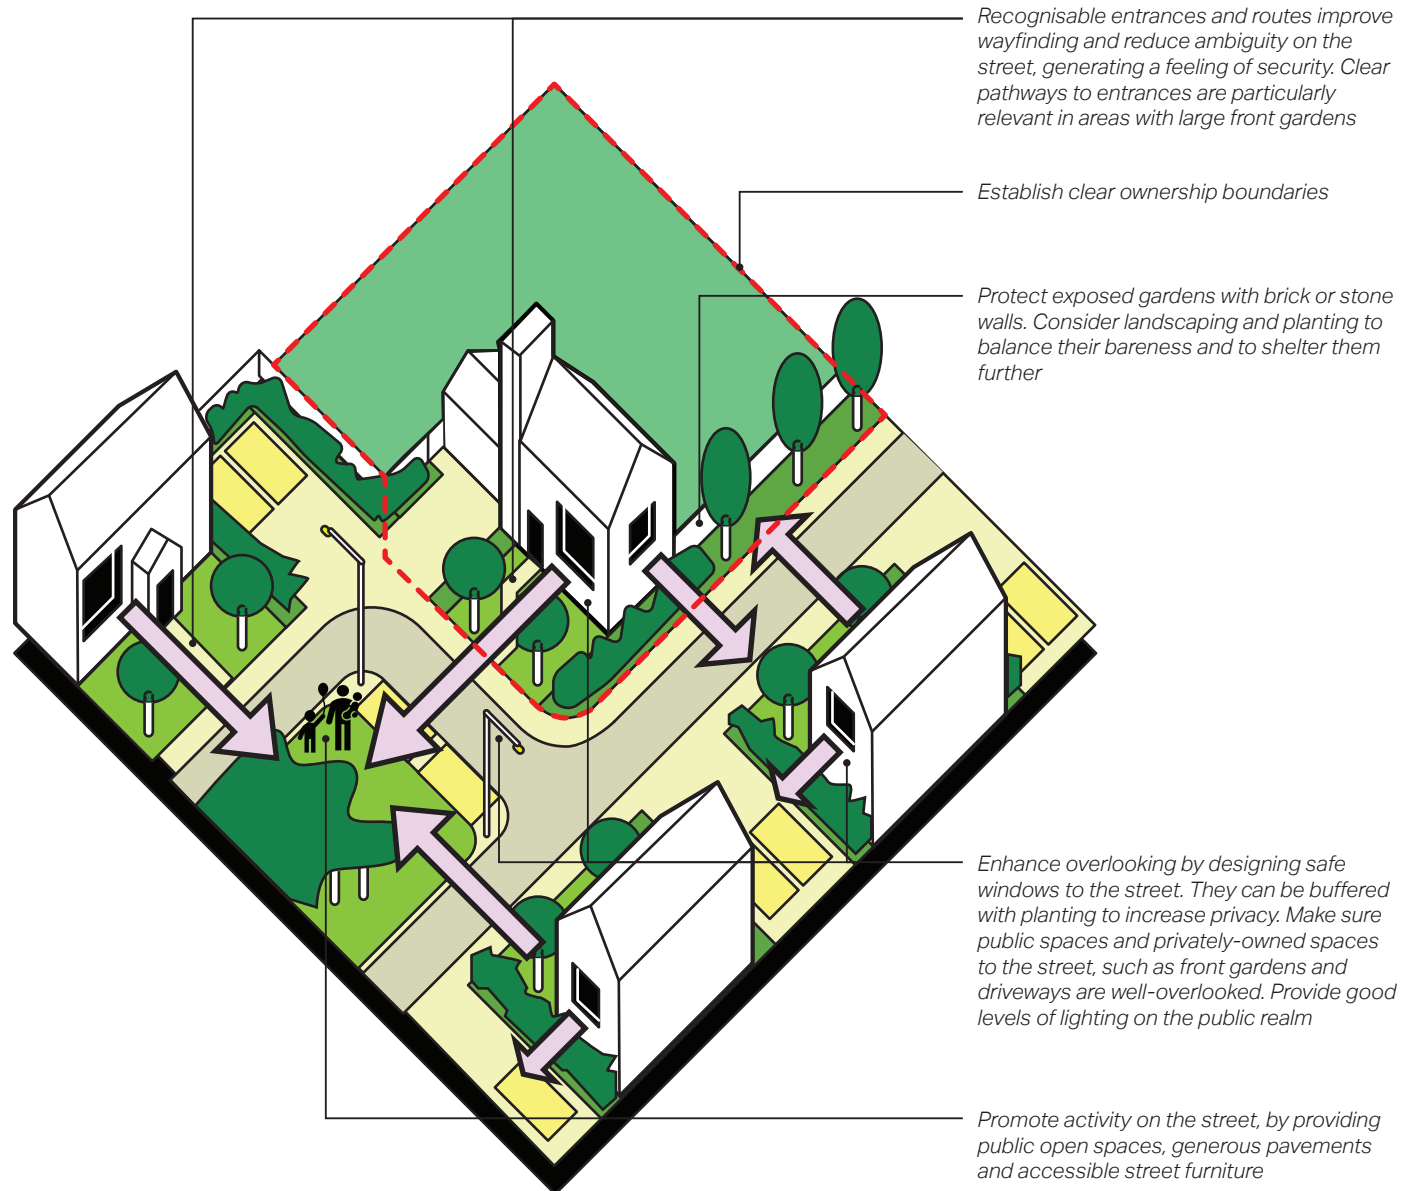 Recognisable entrances and routes improve
wayfinding and reduce ambiguity on the
street, generating a feeling of security. Clear
pathways to entrances are particularly
relevant in areas with large front gardens
Establish clear ownership boundaries
Protect exposed gardens with brick or stone
walls. Consider landscaping and planting to
balance their bareness and to shelter them
further
Enhance overlooking by designing safe
windows to the street. They can be buffered
with planting to increase privacy. Make sure
public spaces and privately-owned spaces
to the street, such as front gardens and
driveways are well-overlooked. Provide good
levels of lighting on the public realm
Promote activity on the street, by providing
public open spaces, generous pavements
and accessible street furniture